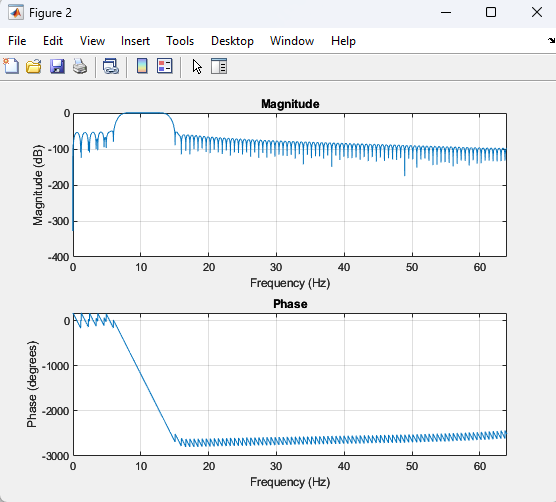 Figure 2
File Edit View Insert Tools Desktop Window Help
Magnitude
0
-100
-200
-300
-400
Magnitude (dB)
0 10 20 30 40 50 60
Frequency (Hz)
Phase
0
-1000
-2000
-3000
Phase (degrees)
0 10 20 30 40 50 60
Frequency (Hz)